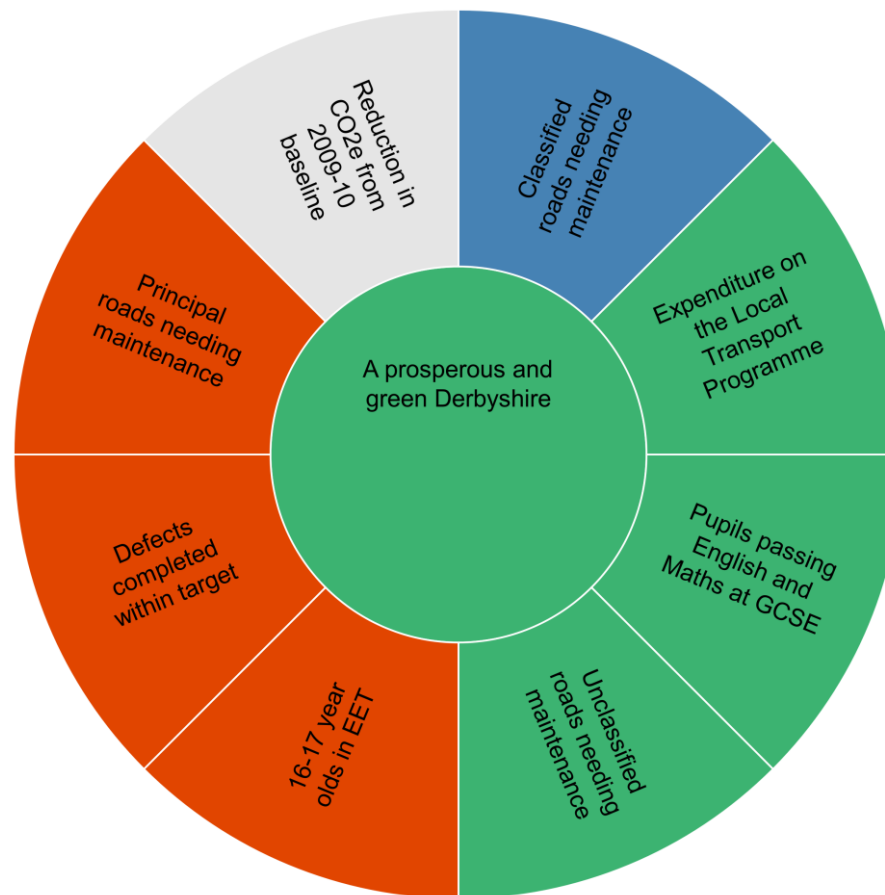 Reduction in
CO2e from
2009-10
baseline
Classified
roads needing
maintenance
Expenditure on
the Local
Transport
Programme
Pupils passing
English and
Maths at GCSE
Unclassified
roads needing
maintenance
16-17 year
olds in EET
Defects
completed
within target
Principal
roads needing
maintenance
A prosperous and
green Derbyshire